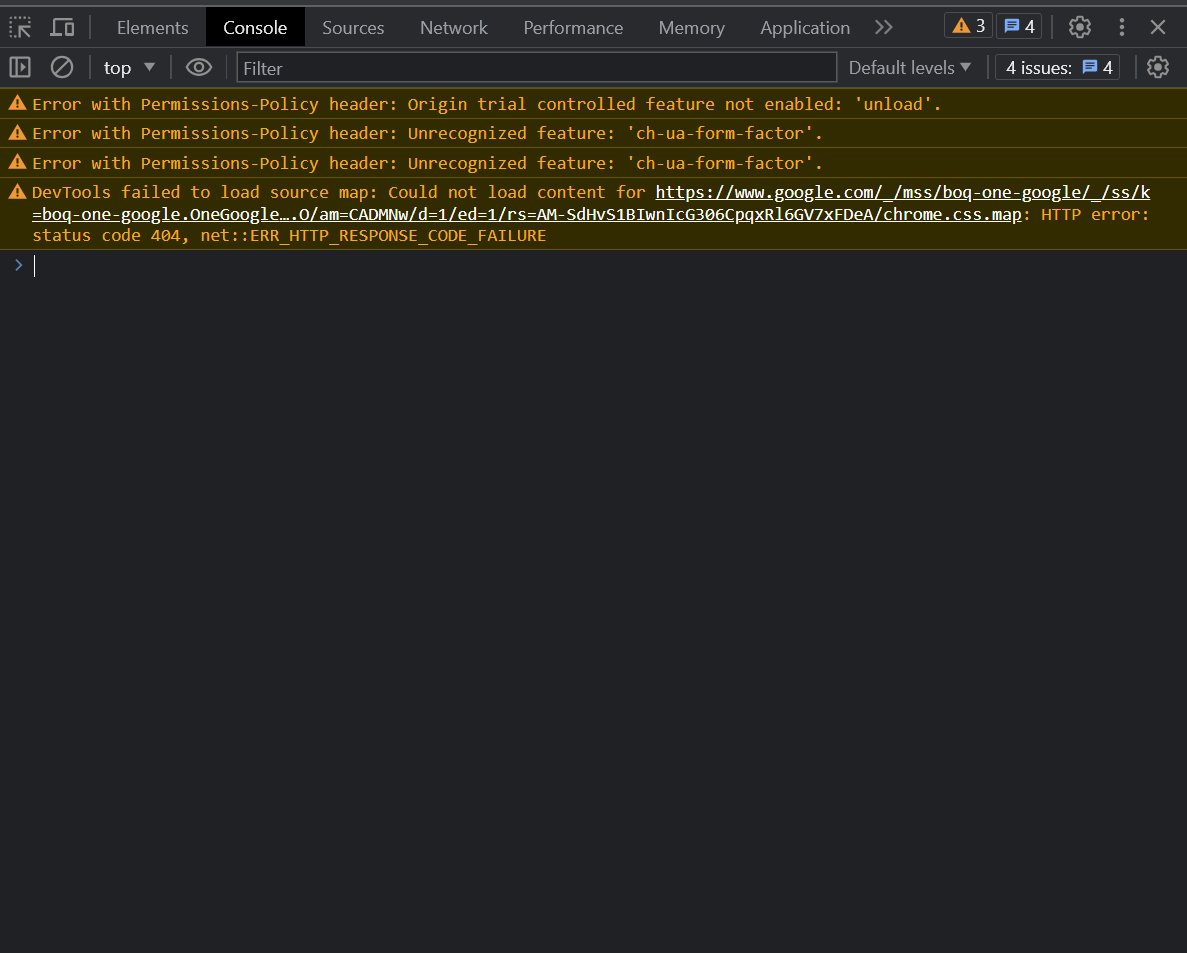 Elements Console Sources Network Performance Memory Application 3 4
top Filter Default levels 4 issues: 4
Error with Permissions-Policy header: Origin trial controlled feature not enabled: 'unload'.
Error with Permissions-Policy header: Unrecognized feature: 'ch-ua-form-factor'.
Error with Permissions-Policy header: Unrecognized feature: 'ch-ua-form-factor'.
DevTools failed to load source map: Could not load content for https://www.google.com/_/mss/boq-one-google/_/ss/k
=boq-one-google.OneGoogle….O/am=CADMNw/d=1/ed=1/rs=AM-SdHvS1BIwnIcG306CpqxRl6GV7xFDeA/chrome.css.map: HTTP error:
status code 404, net::ERR_HTTP_RESPONSE_CODE_FAILURE